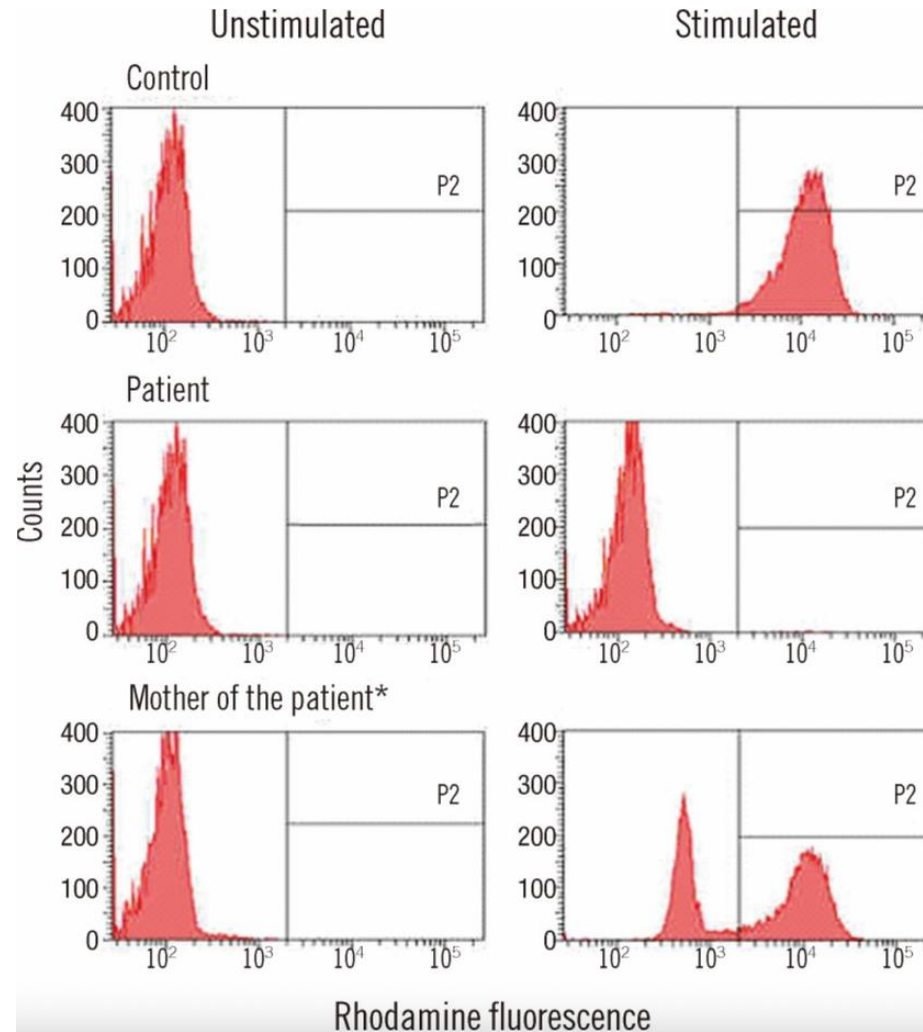 Unstimulated Stimulated
Control
400 400
300 300
P2 P2
200 200
100 100
0 0
10² 10³ 10⁴ 10⁵ 10² 10³ 10⁴ 10⁵
Patient
400 400
300 300
P2 P2
200 200
100 100
0 0
10² 10³ 10⁴ 10⁵ 10² 10³ 10⁴ 10⁵
Counts
Mother of the patient*
400 400
300 300
P2 P2
200 200
100 100
0 0
10² 10³ 10⁴ 10⁵ 10² 10³ 10⁴ 10⁵
Rhodamine fluorescence